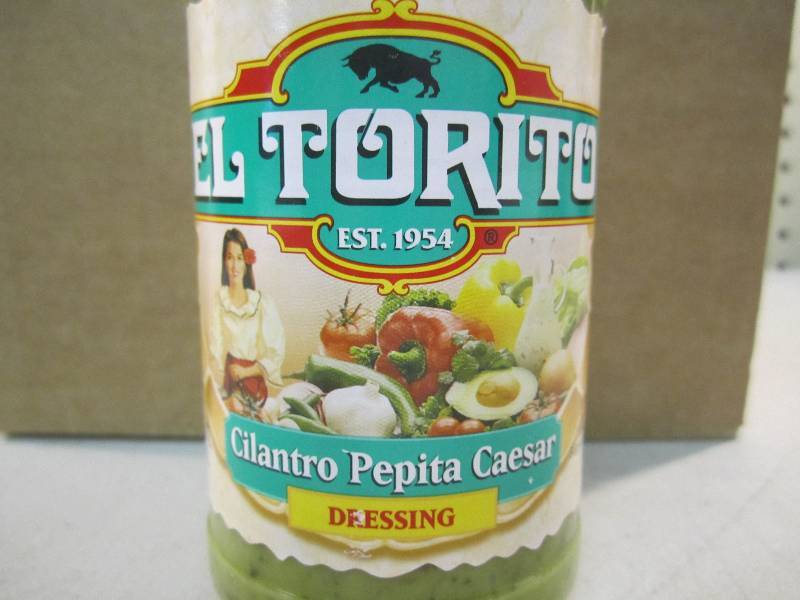 EL TORITO
EST. 1954 ®
Cilantro Pepita Caesar
DRESSING